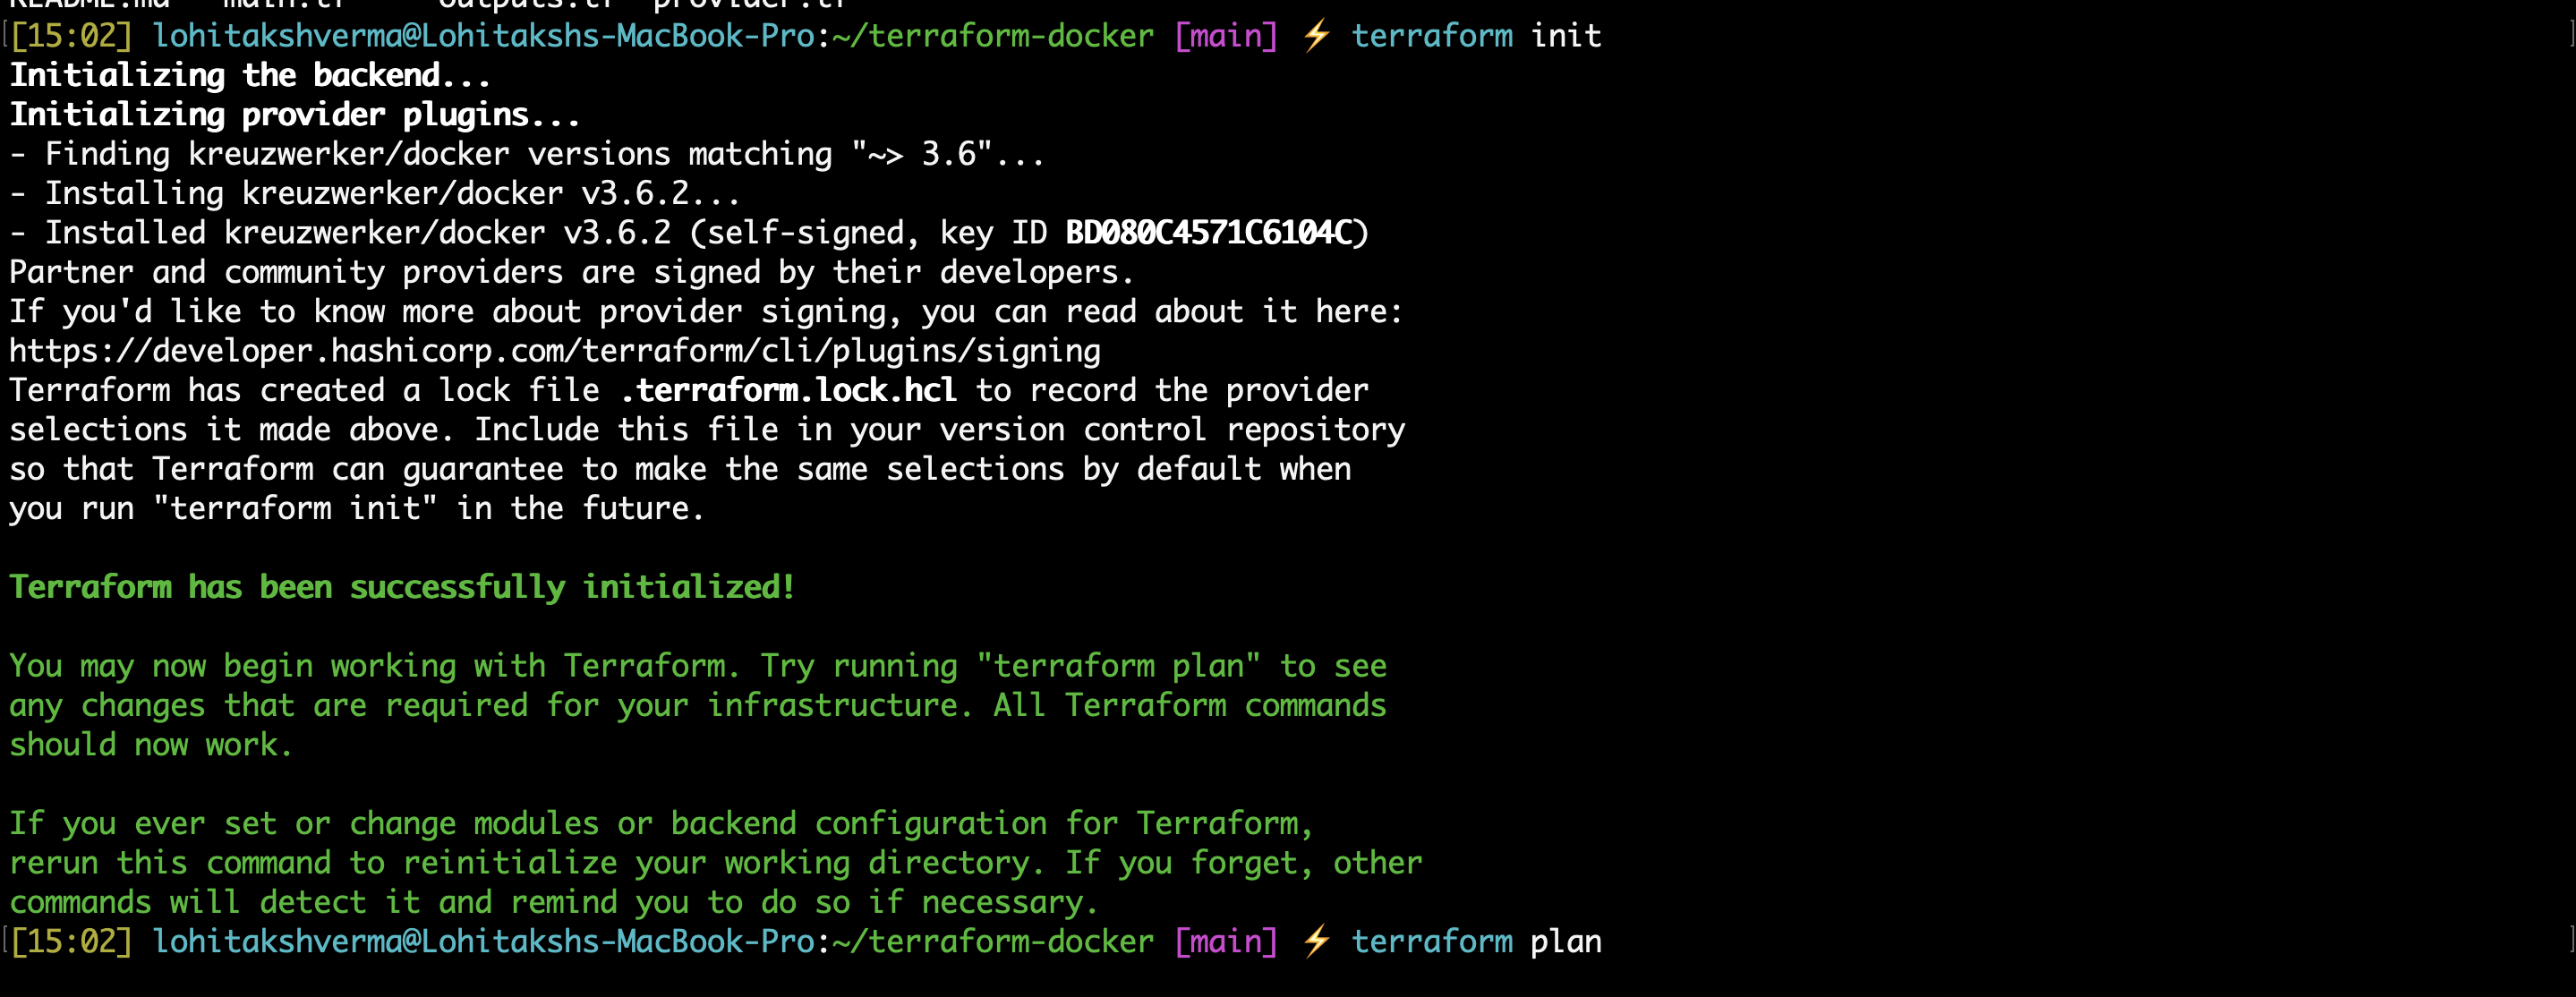 README.md   main.tf     outputs.tf  provider.tf
[15:02] lohitakshverma@Lohitakshs-MacBook-Pro:~/terraform-docker [main] ⚡ terraform init
Initializing the backend...
Initializing provider plugins...
- Finding kreuzwerker/docker versions matching "~> 3.6"...
- Installing kreuzwerker/docker v3.6.2...
- Installed kreuzwerker/docker v3.6.2 (self-signed, key ID BD080C4571C6104C)
Partner and community providers are signed by their developers.
If you'd like to know more about provider signing, you can read about it here:
https://developer.hashicorp.com/terraform/cli/plugins/signing
Terraform has created a lock file .terraform.lock.hcl to record the provider
selections it made above. Include this file in your version control repository
so that Terraform can guarantee to make the same selections by default when
you run "terraform init" in the future.

Terraform has been successfully initialized!

You may now begin working with Terraform. Try running "terraform plan" to see
any changes that are required for your infrastructure. All Terraform commands
should now work.

If you ever set or change modules or backend configuration for Terraform,
rerun this command to reinitialize your working directory. If you forget, other
commands will detect it and remind you to do so if necessary.
[15:02] lohitakshverma@Lohitakshs-MacBook-Pro:~/terraform-docker [main] ⚡ terraform plan